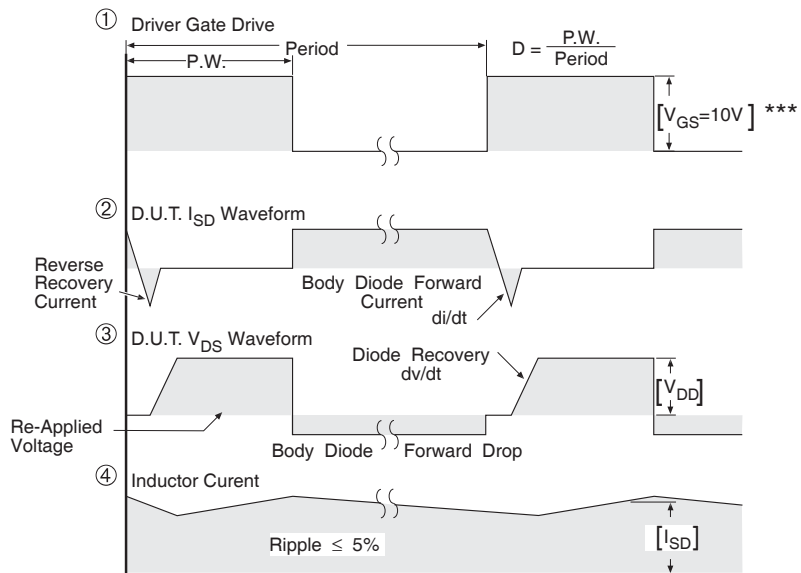 ① Driver Gate Drive
Period
P.W.
D = P.W. / Period
[V_GS=10V] ***
② D.U.T. I_SD Waveform
Reverse
Recovery
Current
Body Diode Forward
Current
di/dt
③ D.U.T. V_DS Waveform
Diode Recovery
dv/dt
[V_DD]
Re-Applied
Voltage
Body Diode Forward Drop
④ Inductor Curent
Ripple ≤ 5%
[I_SD]